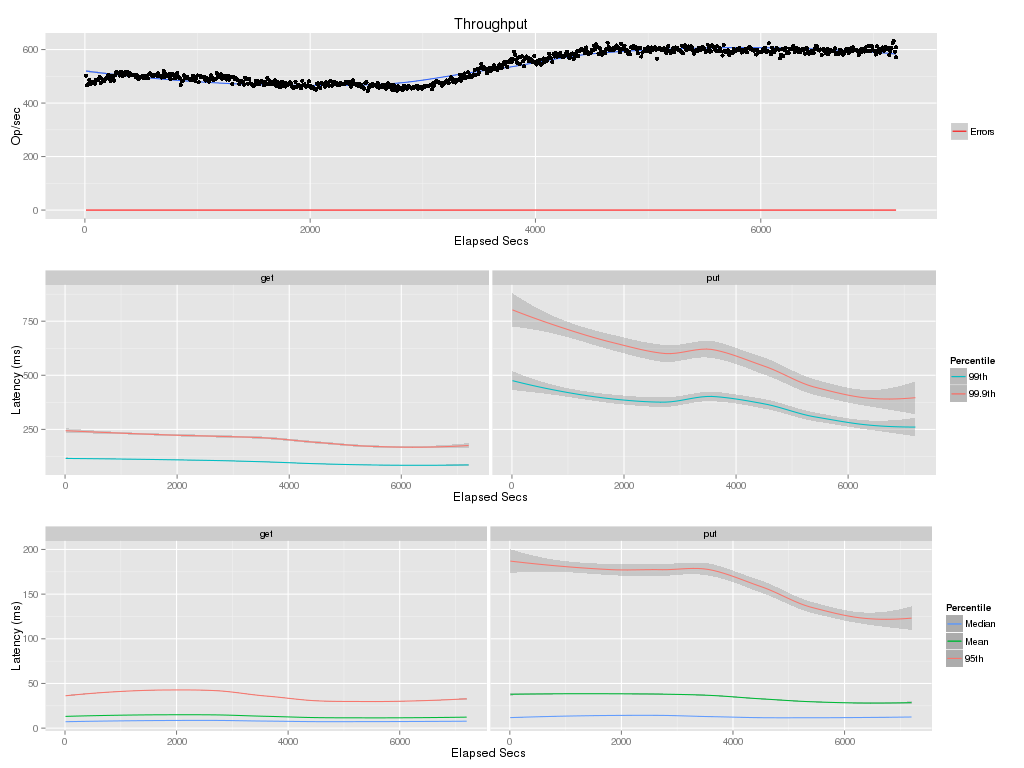 Throughput
Op/sec
600
400
200
0
0 2000 4000 6000
Elapsed Secs
Errors
get put
Latency (ms)
750
500
250
0 2000 4000 6000 0 2000 4000 6000
Elapsed Secs
Percentile
99th
99.9th
get put
Latency (ms)
200
150
100
50
0
0 2000 4000 6000 0 2000 4000 6000
Elapsed Secs
Percentile
Median
Mean
95th